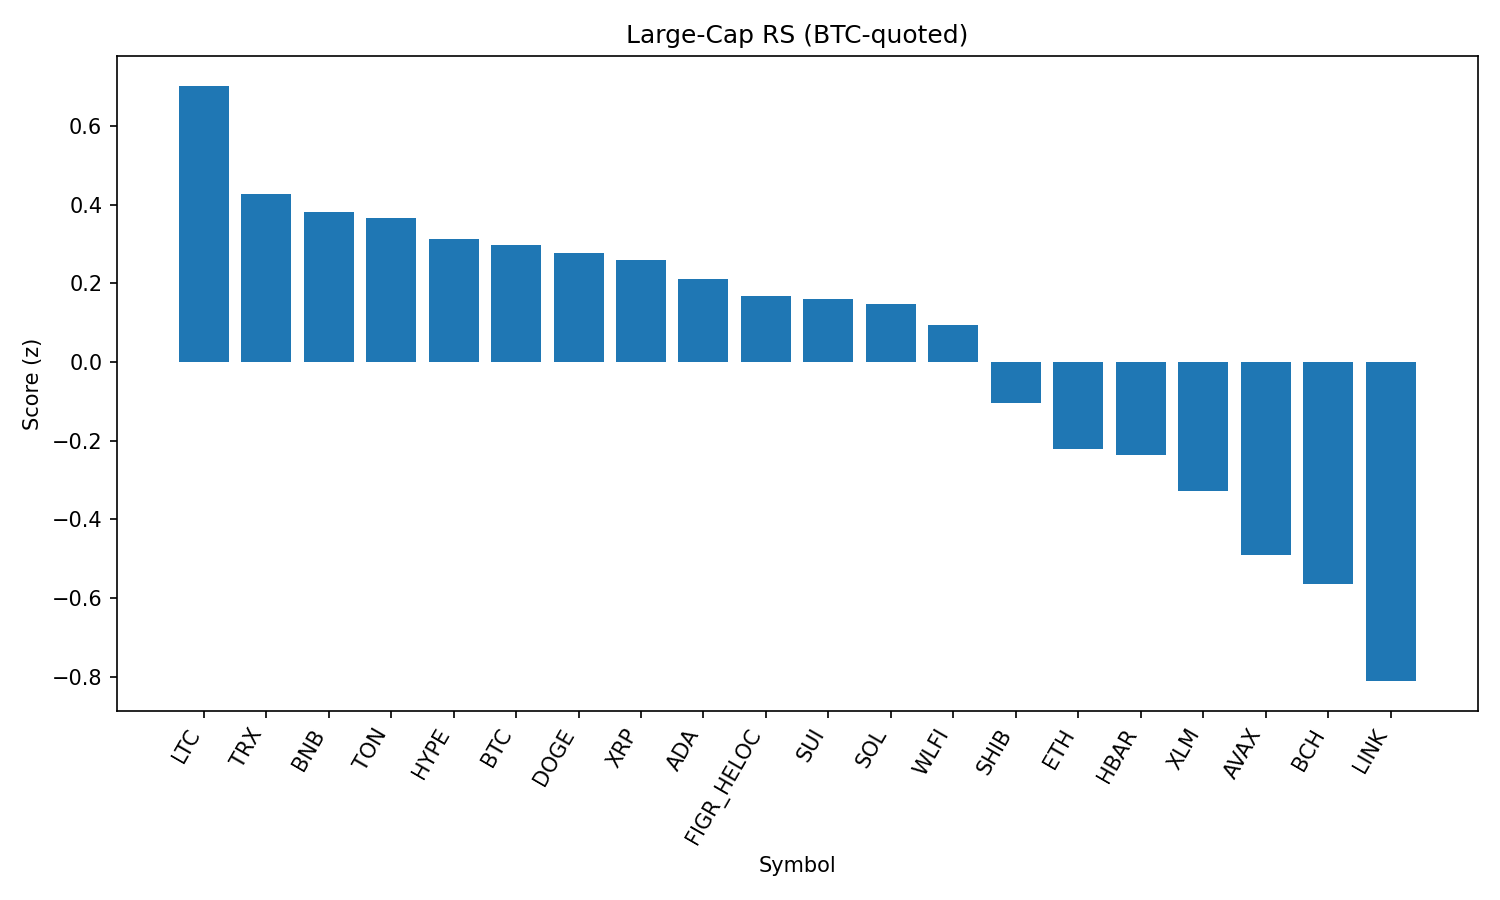 Large-Cap RS (BTC-quoted)
Score (z)
0.6
0.4
0.2
0.0
−0.2
−0.4
−0.6
−0.8
LTC
TRX
BNB
TON
HYPE
BTC
DOGE
XRP
ADA
FIGR_HELOC
SUI
SOL
WLFI
SHIB
ETH
HBAR
XLM
AVAX
BCH
LINK
Symbol